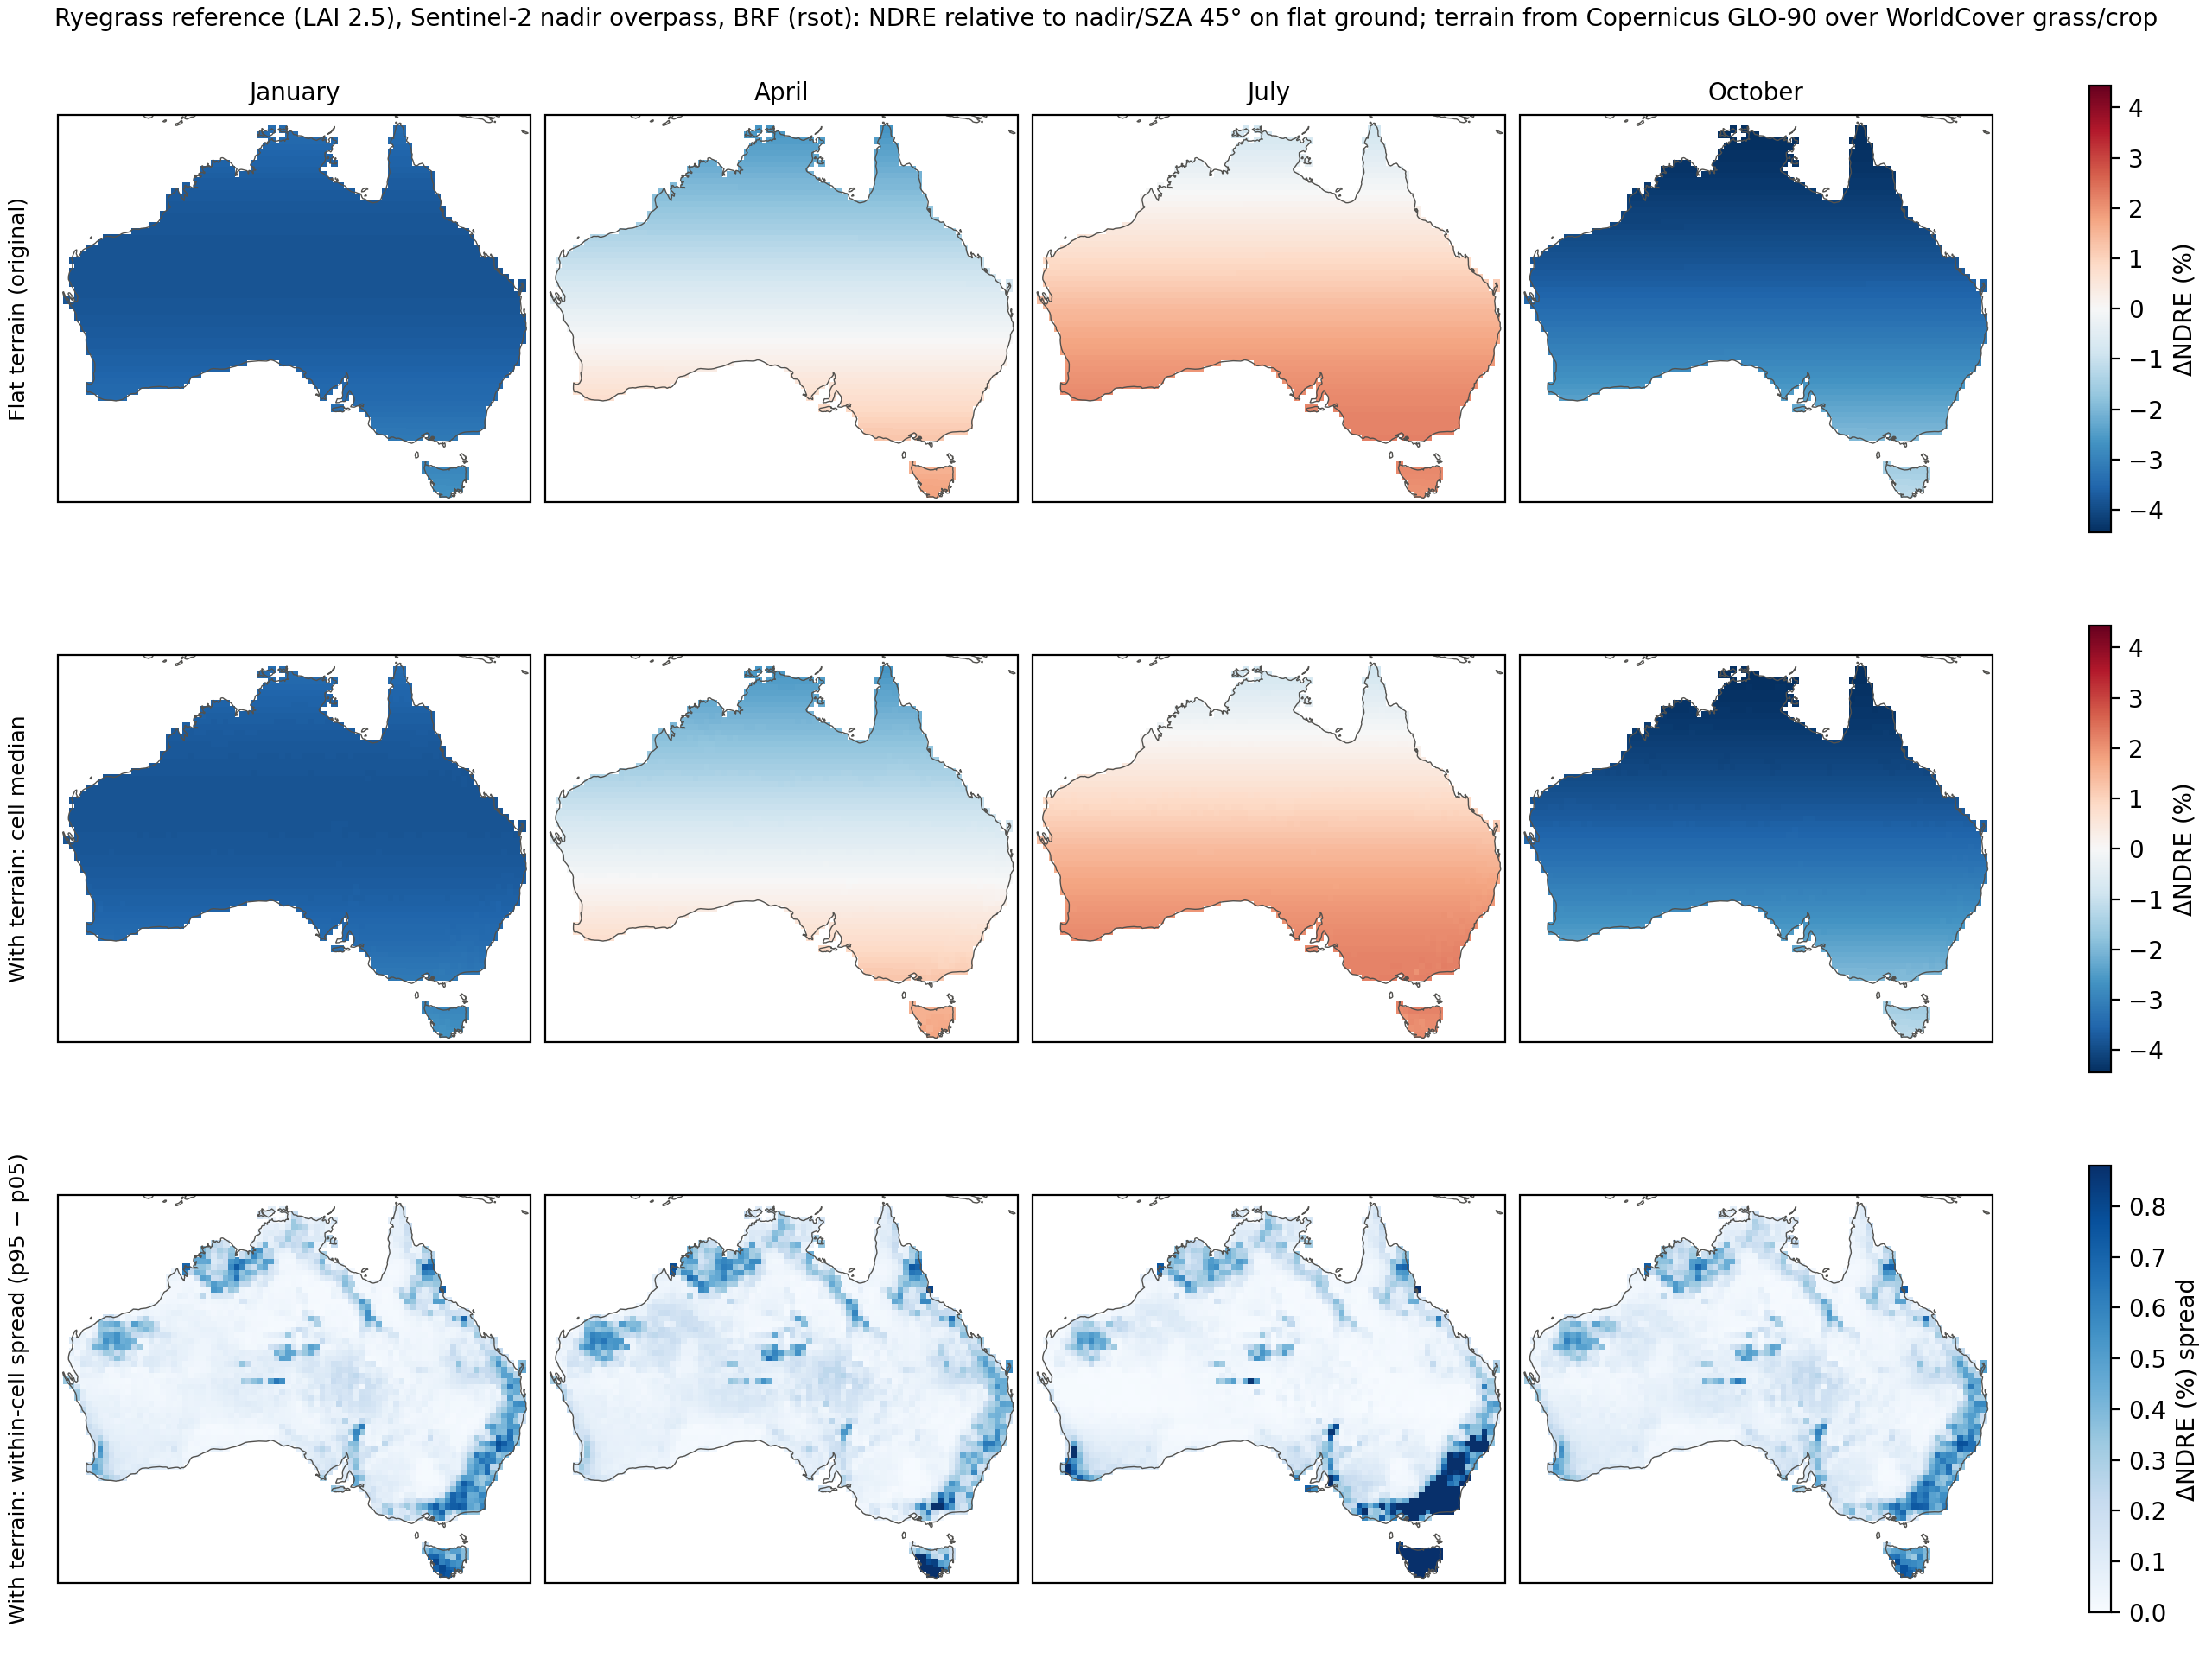 Ryegrass reference (LAI 2.5), Sentinel-2 nadir overpass, BRF (rsot): NDRE relative to nadir/SZA 45° on flat ground; terrain from Copernicus GLO-90 over WorldCover grass/crop
January
April
July
October
Flat terrain (original)
4
3
2
1
0
−1
−2
−3
−4
ΔNDRE (%)
With terrain: cell median
4
3
2
1
0
−1
−2
−3
−4
ΔNDRE (%)
With terrain: within-cell spread (p95 − p05)
0.8
0.7
0.6
0.5
0.4
0.3
0.2
0.1
0.0
ΔNDRE (%) spread